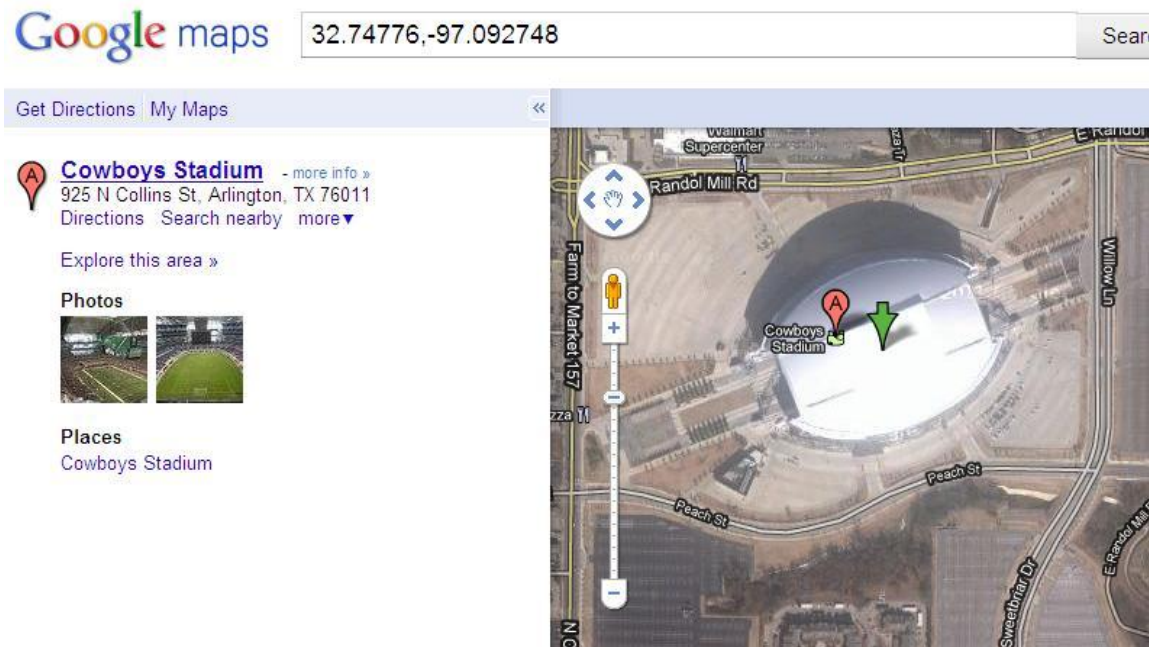 Google maps
32.74776,-97.092748
Get Directions My Maps
«
A
Cowboys Stadium - more info »
925 N Collins St, Arlington, TX 76011
Directions Search nearby more▼
Explore this area »
Photos
Places
Cowboys Stadium
Walmart
Supercenter
Randol Mill Rd
Farm to Market 157
Willow Ln
A
Cowboys
Stadium
+
Peach St
Peach St
-
Sweetbriar Dr